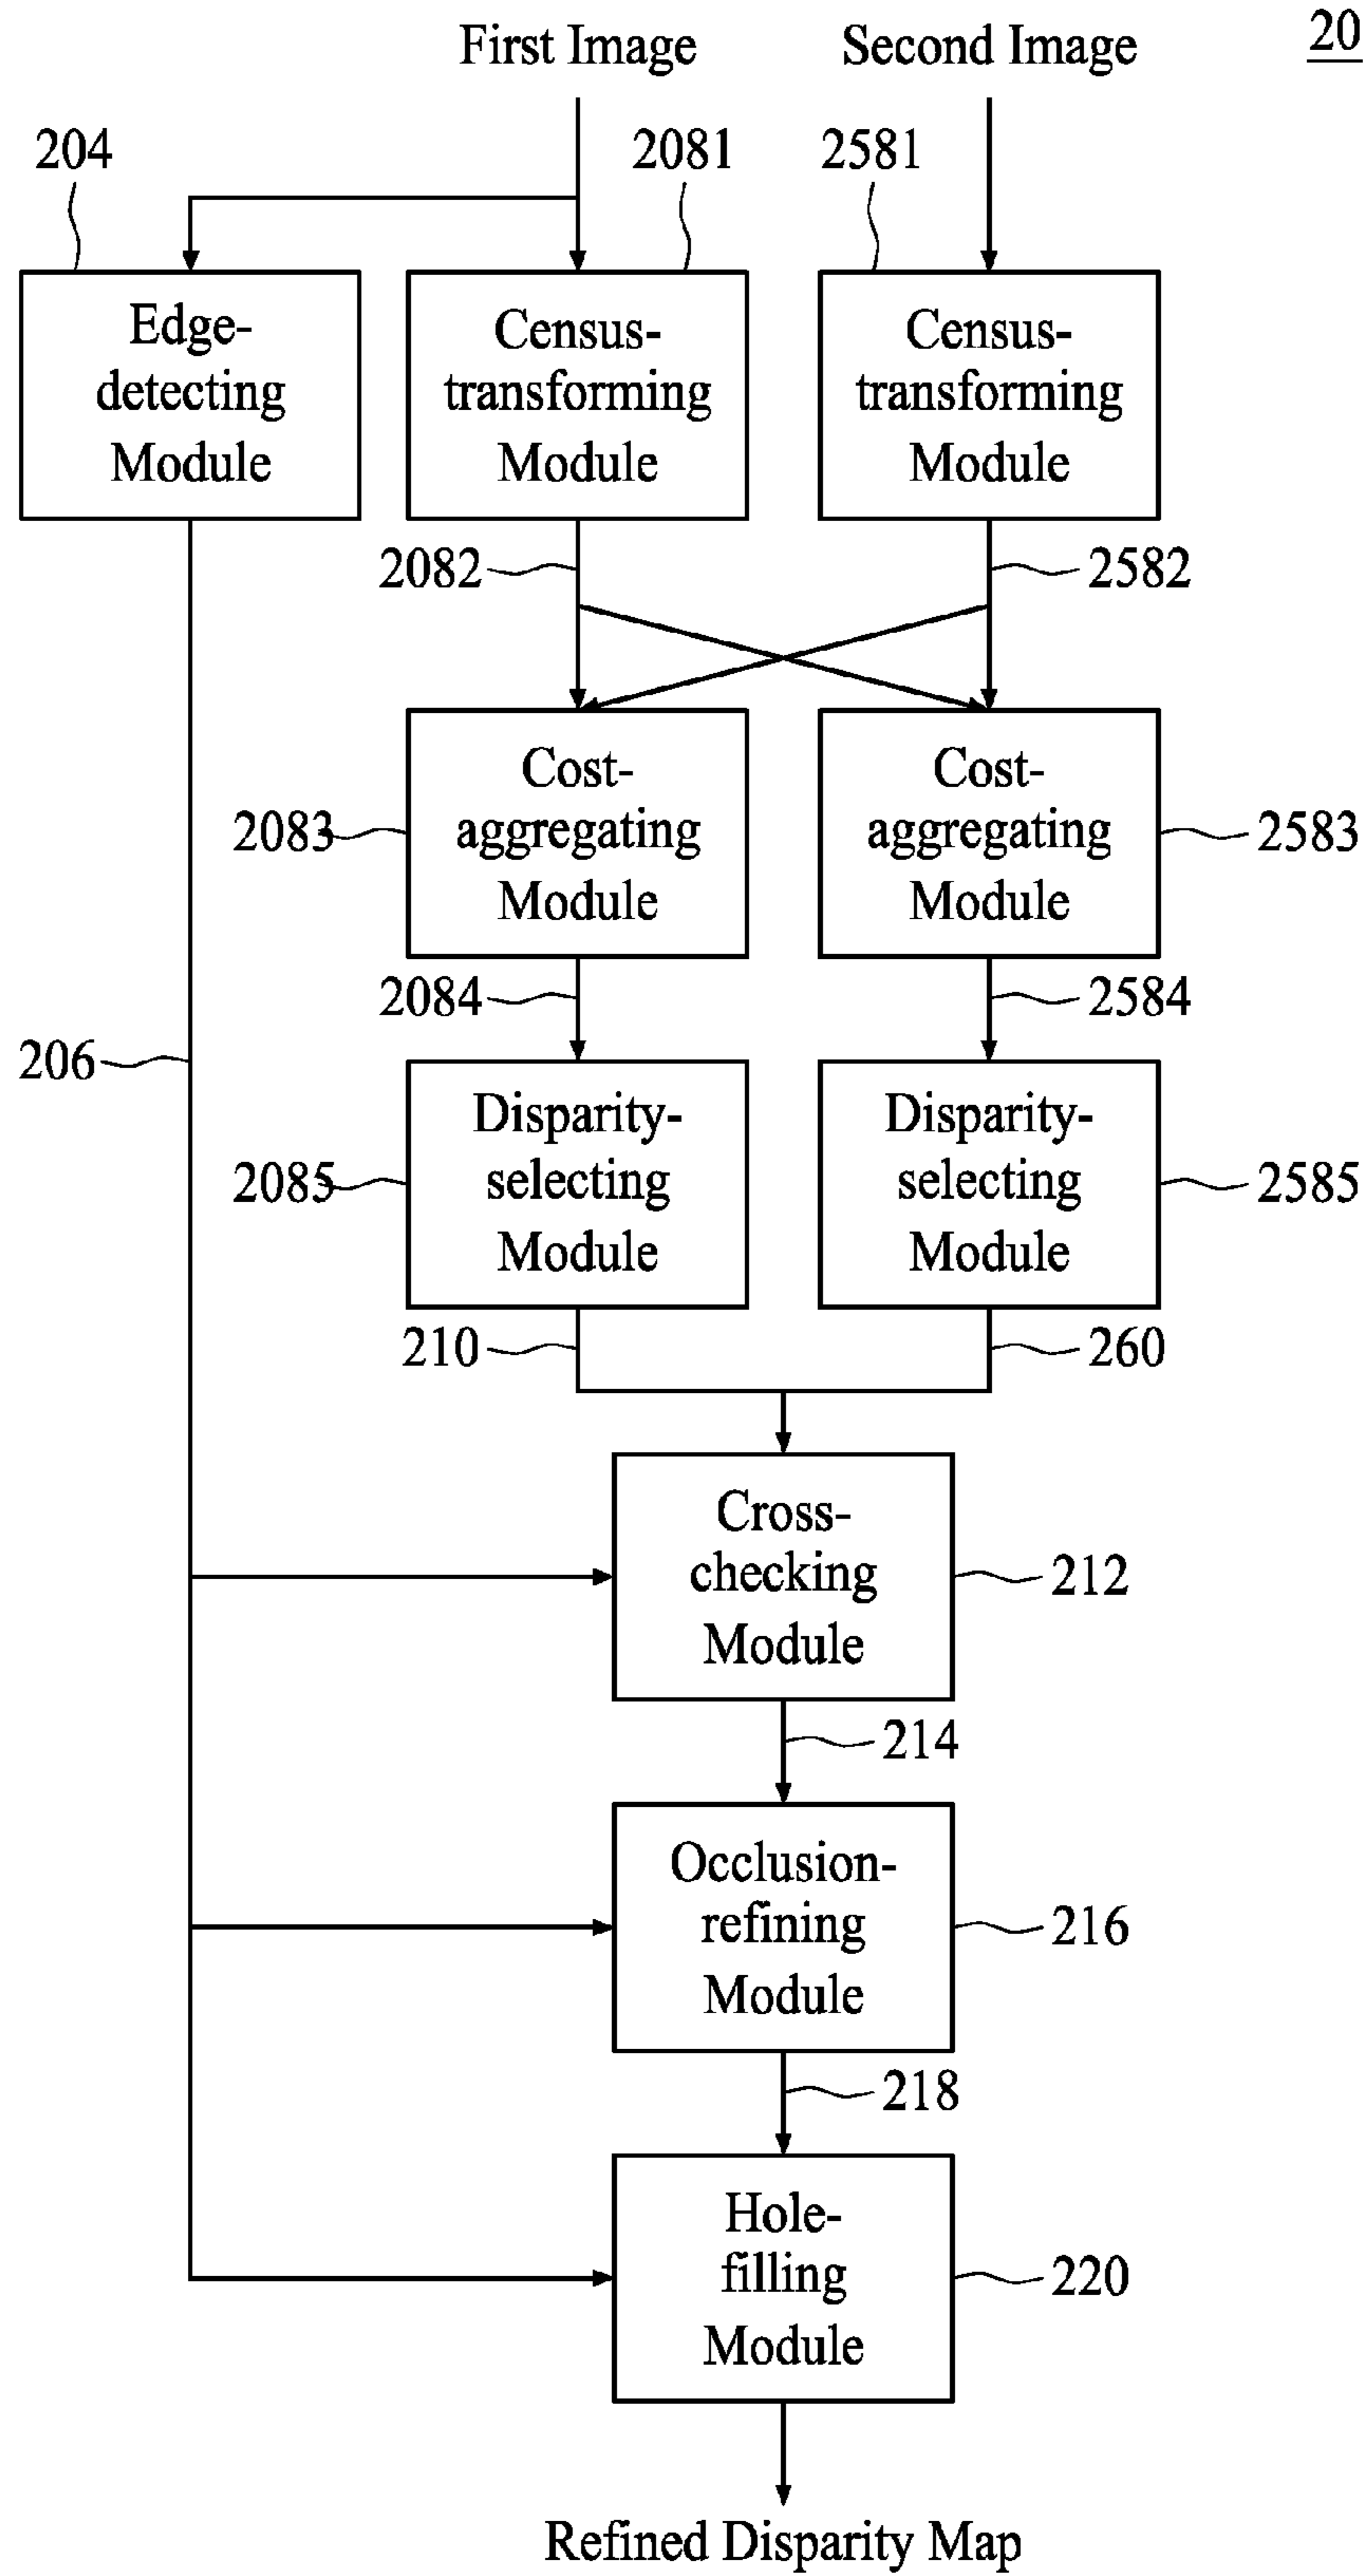 First Image
Second Image
20
204
2081
2581
Edge-
detecting
Module
Census-
transforming
Module
Census-
transforming
Module
2082
2582
Cost-
aggregating
Module
Cost-
aggregating
Module
2083
2583
2084
2584
206
Disparity-
selecting
Module
Disparity-
selecting
Module
2085
2585
210
260
Cross-
checking
Module
212
214
Occlusion-
refining
Module
216
218
Hole-
filling
Module
220
Refined Disparity Map